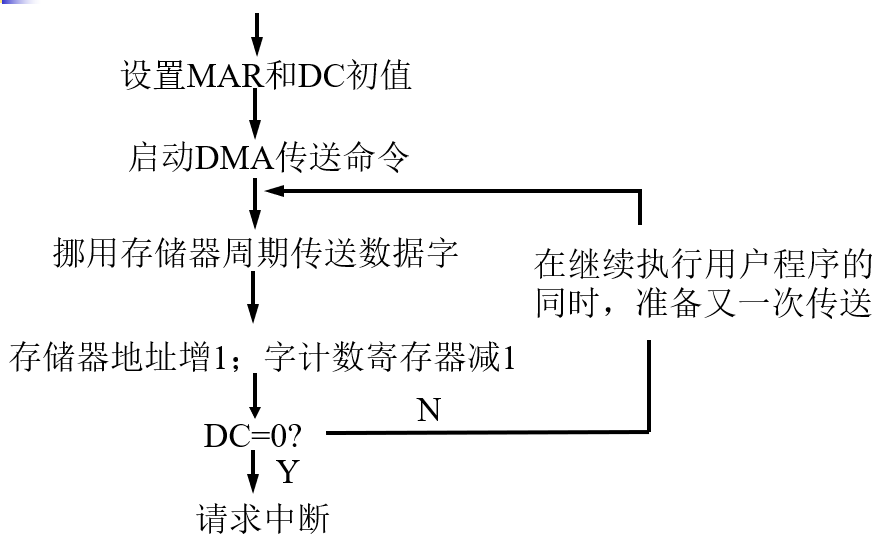 设置MAR和DC初值
启动DMA传送命令
挪用存储器周期传送数据字
在继续执行用户程序的
同时，准备又一次传送
存储器地址增1；字计数寄存器减1
N
DC=0?
Y
请求中断